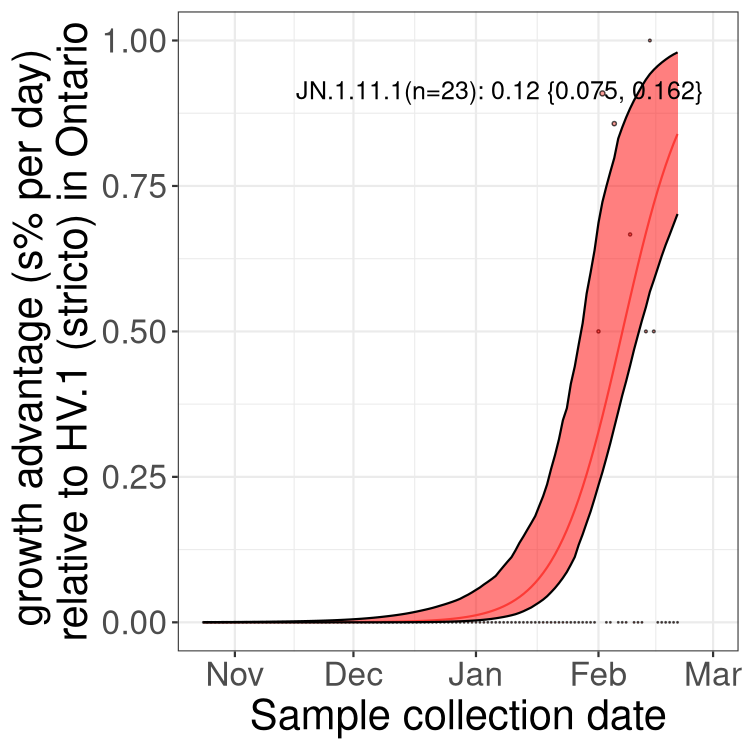 growth advantage (s% per day)
relative to HV.1 (stricto) in Ontario
1.00
0.75
0.50
0.25
0.00
JN.1.11.1(n=23): 0.12 {0.075, 0.162}
Nov Dec Jan Feb Mar
Sample collection date